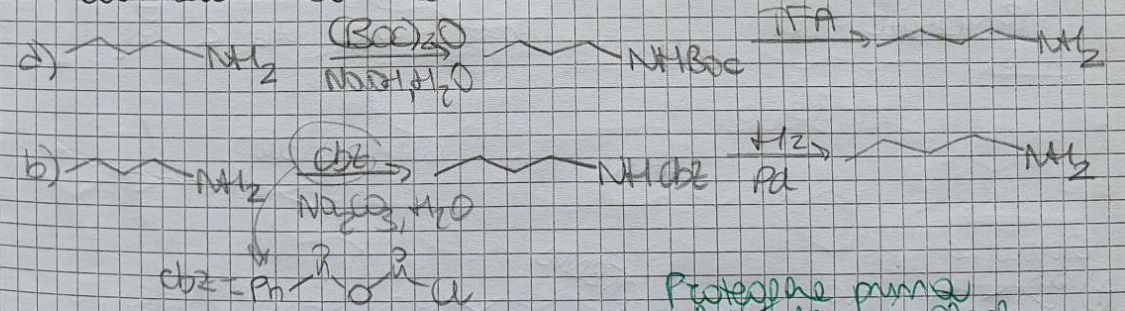 a) NH2 (Boc)2O NaOH, H2O NHBoc TFA NH2
b) NH2 Cbz Na2CO3, H2O NHCbz H2 Pd NH2
Cbz = Ph O Cl